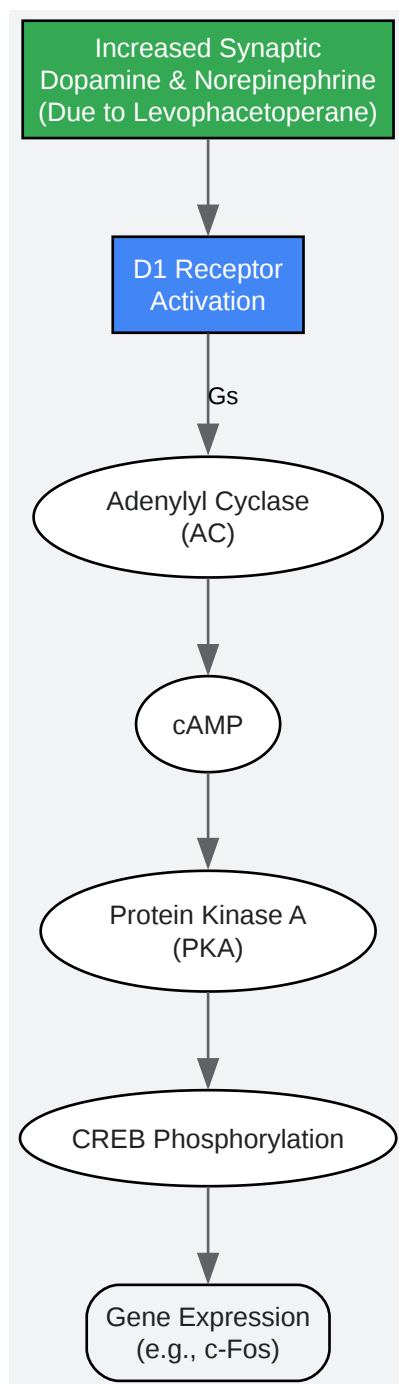 Increased Synaptic
Dopamine & Norepinephrine
(Due to Levophacetoperane)
D1 Receptor
Activation
Gs
Adenylyl Cyclase
(AC)
cAMP
Protein Kinase A
(PKA)
CREB Phosphorylation
Gene Expression
(e.g., c-Fos)